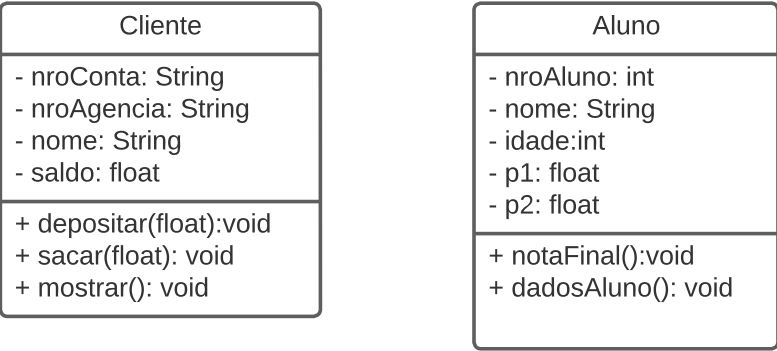 Cliente
- nroConta: String
- nroAgencia: String
- nome: String
- saldo: float
+ depositar(float):void
+ sacar(float): void
+ mostrar(): void
Aluno
- nroAluno: int
- nome: String
- idade:int
- p1: float
- p2: float
+ notaFinal():void
+ dadosAluno(): void